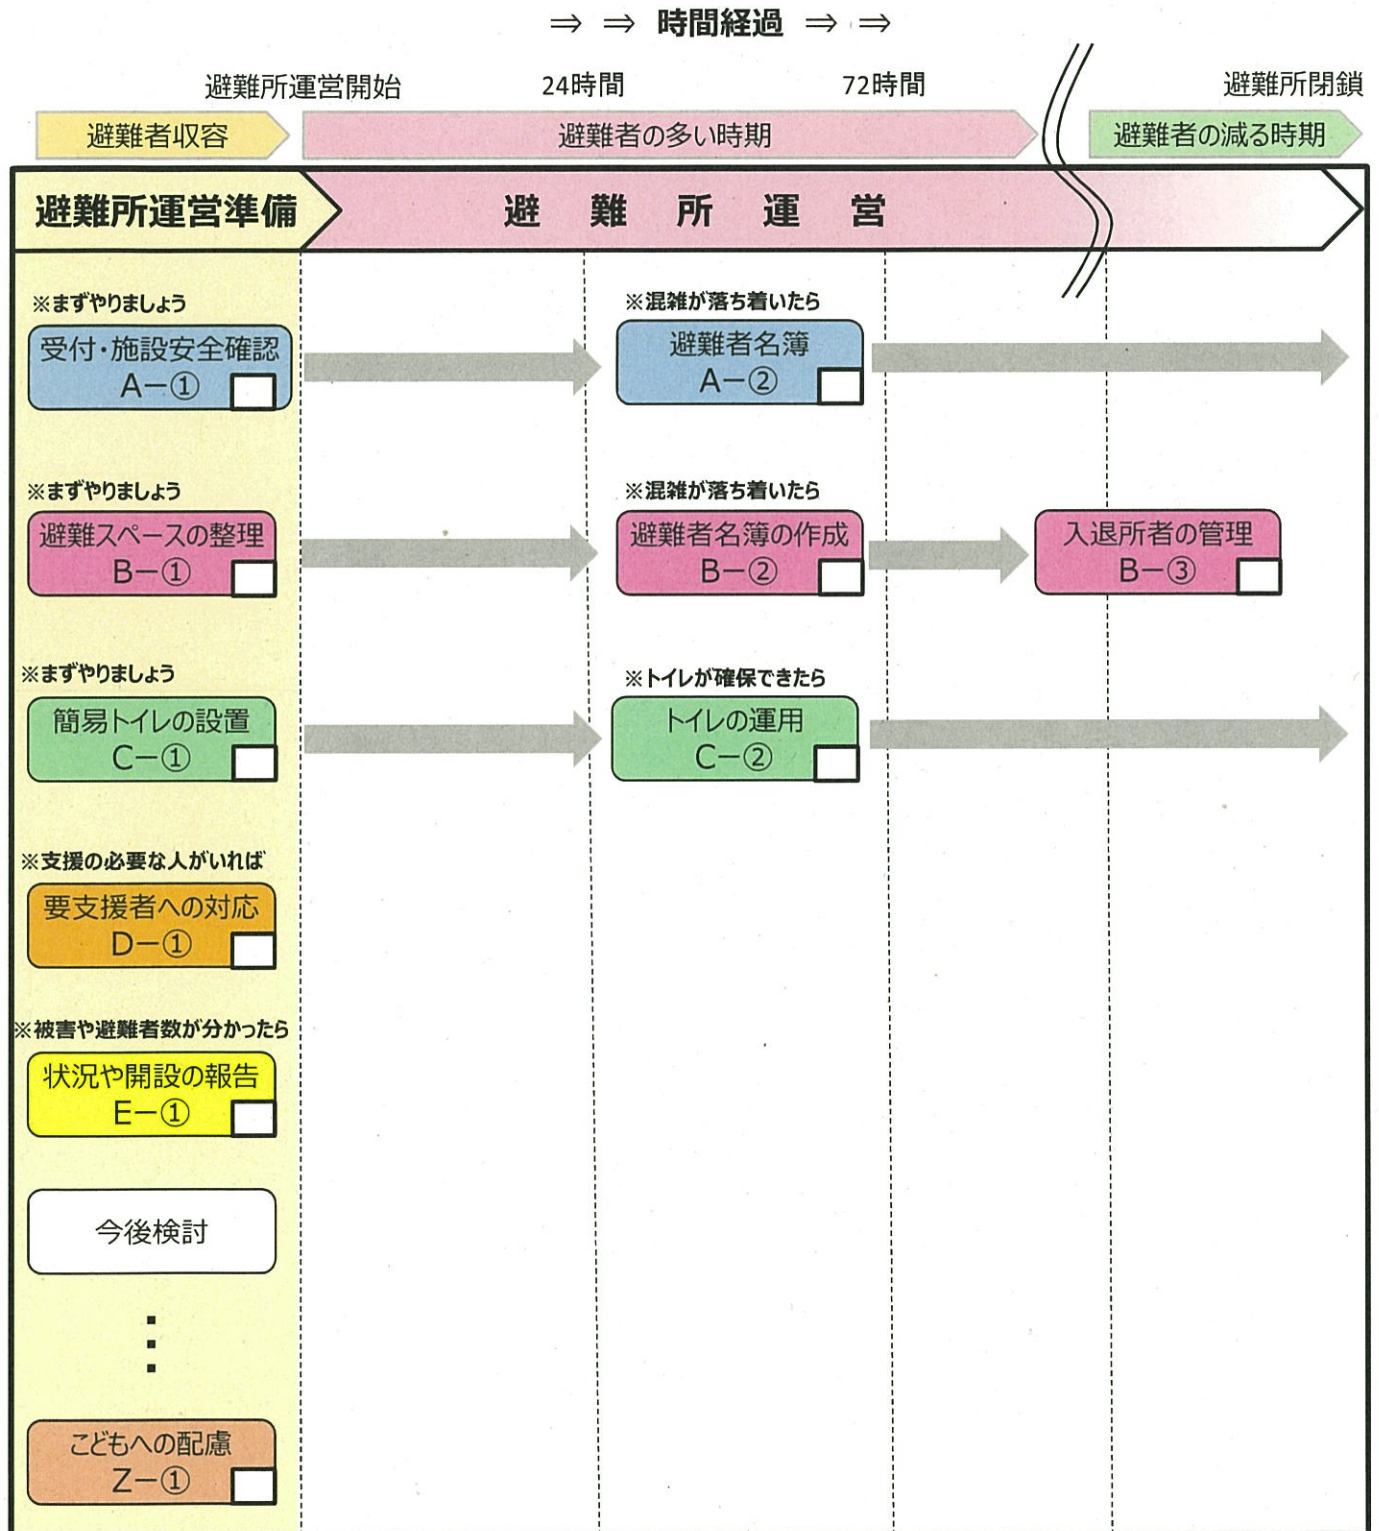 ⇒ ⇒ 時間経過 ⇒ ⇒
避難所運営開始 24時間 72時間 避難所閉鎖
避難者収容 避難者の多い時期 避難者の減る時期
避難所運営準備 避難所運営
※まずやりましょう ※混雑が落ち着いたら
受付・施設安全確認 避難者名簿
A－① A－②
※まずやりましょう ※混雑が落ち着いたら
避難スペースの整理 避難者名簿の作成 入退所者の管理
B－① B－② B－③
※まずやりましょう ※トイレが確保できたら
簡易トイレの設置 トイレの運用
C－① C－②
※支援の必要な人がいれば
要支援者への対応
D－①
※被害や避難者数が分かったら
状況や開設の報告
E－①
今後検討
こどもへの配慮
Z－①